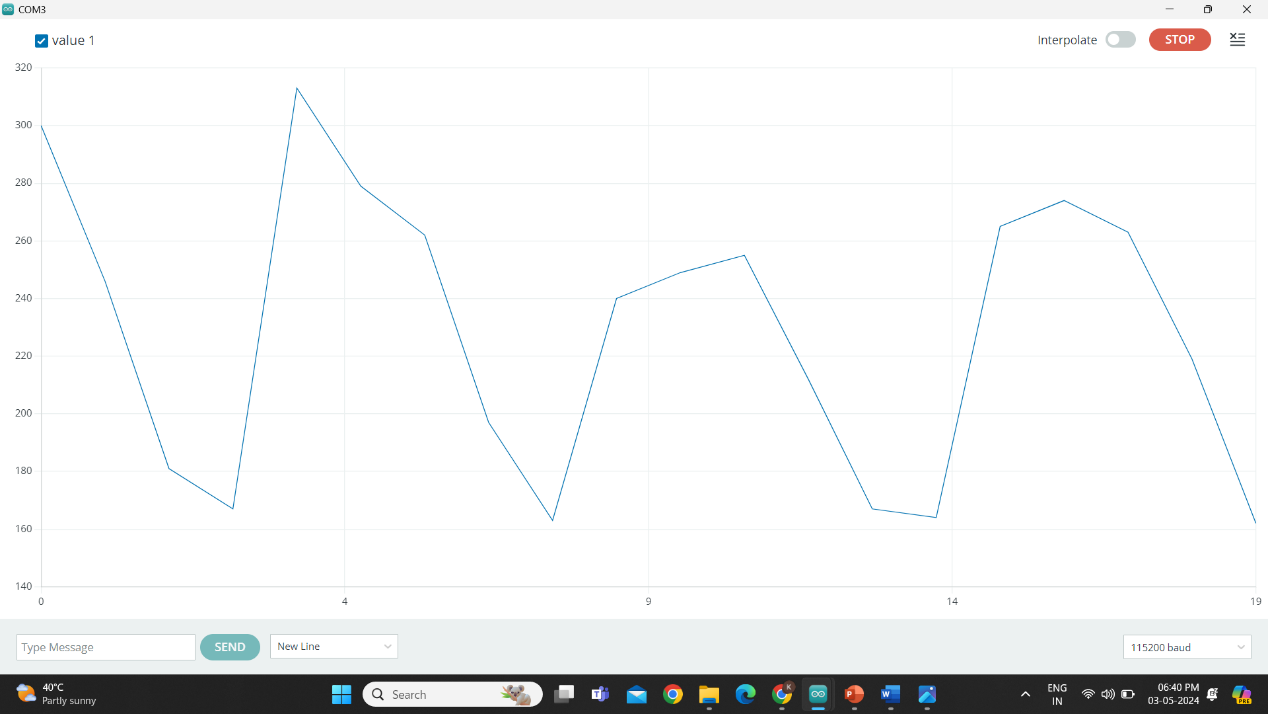 COM3
value 1
Interpolate
STOP
320
300
280
260
240
220
200
180
160
140
0 4 9 14 19
Type Message
SEND
New Line
115200 baud
40°C
Partly sunny
Search
K
T
P
W
ENG
IN
06:40 PM
03-05-2024
PRE